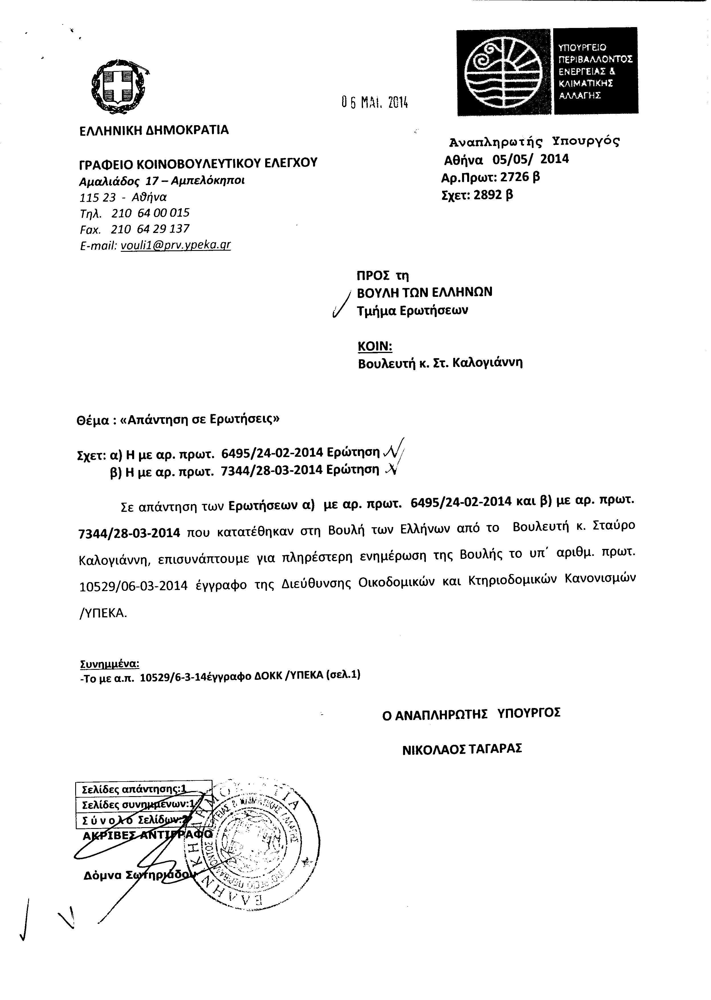 ΥΠΟΥΡΓΕΙΟ
ΠΕΡΙΒΑΛΛΟΝΤΟΣ
ΕΝΕΡΓΕΙΑΣ &
ΚΛΙΜΑΤΙΚΗΣ
ΑΛΛΑΓΗΣ
06 ΜΑΙ. 2014
ΕΛΛΗΝΙΚΗ ΔΗΜΟΚΡΑΤΙΑ
ΓΡΑΦΕΙΟ ΚΟΙΝΟΒΟΥΛΕΥΤΙΚΟΥ ΕΛΕΓΧΟΥ
Αμαλιάδος 17 – Αμπελόκηποι
115 23 - Αθήνα
Τηλ. 210 64 00 015
Fax. 210 64 29 137
E-mail: vouli1@prv.ypeka.gr
Αναπληρωτής Υπουργός
Αθήνα 05/05/ 2014
Αρ.Πρωτ: 2726 β
Σχετ: 2892 β
ΠΡΟΣ τη
ΒΟΥΛΗ ΤΩΝ ΕΛΛΗΝΩΝ
Τμήμα Ερωτήσεων
ΚΟΙΝ:
Βουλευτή κ. Στ. Καλογιάννη
Θέμα : «Απάντηση σε Ερωτήσεις»
Σχετ: α) Η με αρ. πρωτ. 6495/24-02-2014 Ερώτηση
β) Η με αρ. πρωτ. 7344/28-03-2014 Ερώτηση
Σε απάντηση των Ερωτήσεων α) με αρ. πρωτ. 6495/24-02-2014 και β) με αρ. πρωτ.
7344/28-03-2014 που κατατέθηκαν στη Βουλή των Ελλήνων από το Βουλευτή κ. Σταύρο
Καλογιάννη, επισυνάπτουμε για πληρέστερη ενημέρωση της Βουλής το υπ΄ αριθμ. πρωτ.
10529/06-03-2014 έγγραφο της Διεύθυνσης Οικοδομικών και Κτηριοδομικών Κανονισμών
/ΥΠΕΚΑ.
Συνημμένα:
-Το με α.π. 10529/6-3-14έγγραφο ΔΟΚΚ /ΥΠΕΚΑ (σελ.1)
Ο ΑΝΑΠΛΗΡΩΤΗΣ ΥΠΟΥΡΓΟΣ
ΝΙΚΟΛΑΟΣ ΤΑΓΑΡΑΣ
Σελίδες απάντησης:1
Σελίδες συνημμένων:1
Σύνολο Σελίδων:2
ΑΚΡΙΒΕΣ ΑΝΤΙΓΡΑΦΟ
Δόμνα Σωτηριάδου
ΕΛΛΗΝΙΚΗ ΔΗΜΟΚΡΑΤΙΑ